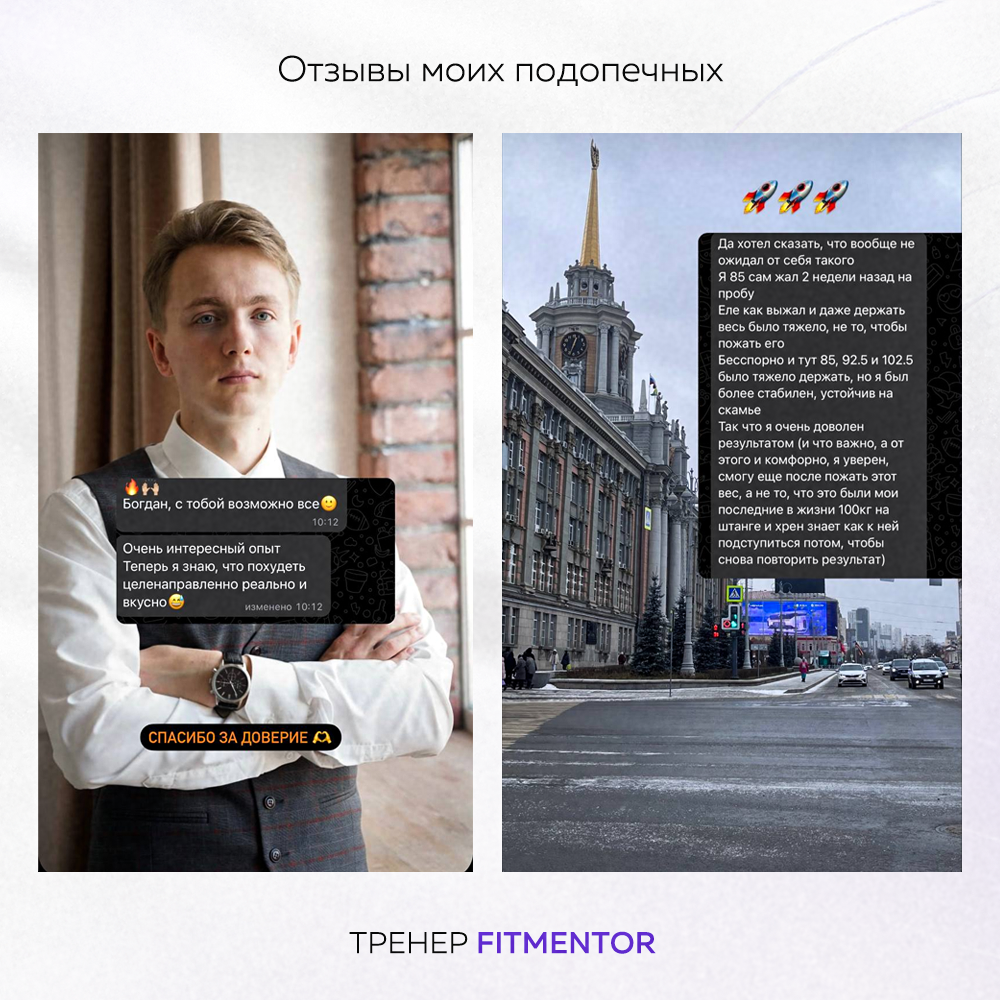 Отзывы моих подопечных
🔥🙌🏼
Богдан, с тобой возможно все🙂
10:12
Очень интересный опыт
Теперь я знаю, что похудеть
целенаправленно реально и
вкусно😅
изменено 10:12
СПАСИБО ЗА ДОВЕРИЕ 🫶
🚀🚀🚀
Да хотел сказать, что вообще не
ожидал от себя такого
Я 85 сам жал 2 недели назад на
пробу
Еле как выжал и даже держать
весь было тяжело, не то, чтобы
пожать его
Бесспорно и тут 85, 92.5 и 102.5
было тяжело держать, но я был
более стабилен, устойчив на
скамье
Так что я очень доволен
результатом (и что важно, а от
этого и комфорно, я уверен,
смогу еще после пожать этот
вес, а не то, что это были мои
последние в жизни 100кг на
штанге и хрен знает как к ней
подступиться потом, чтобы
снова повторить результат)
ТРЕНЕР FITMENTOR